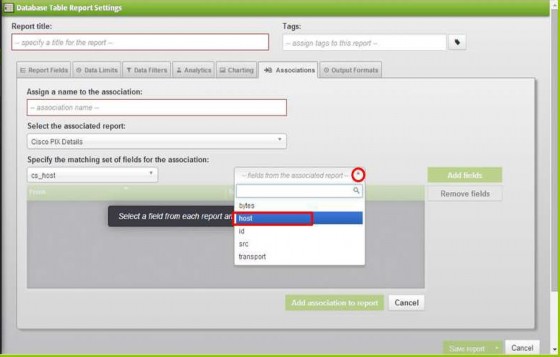 Database Table Report Settings
Report title:
Tags:
-- specify a title for the report --
-- assign tags to this report --
Report Fields
Data Limits
Data Filters
Analytics
Charting
Associations
Output Formats
Assign a name to the association:
-- association name --
Select the associated report:
Cisco PIX Details
Specify the matching set of fields for the association:
cs_host
-- fields from the associated report --
Add fields
From
Remove fields
Select a field from each report an
bytes
host
id
src
transport
Add association to report
Cancel
Save report
Cancel